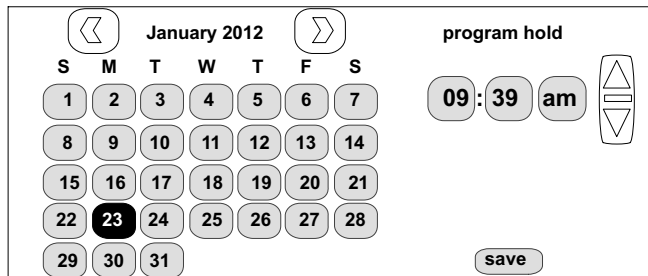 January 2012
program hold
S M T W T F S
1 2 3 4 5 6 7
09 : 39 am
8 9 10 11 12 13 14
15 16 17 18 19 20 21
22 23 24 25 26 27 28
29 30 31
save